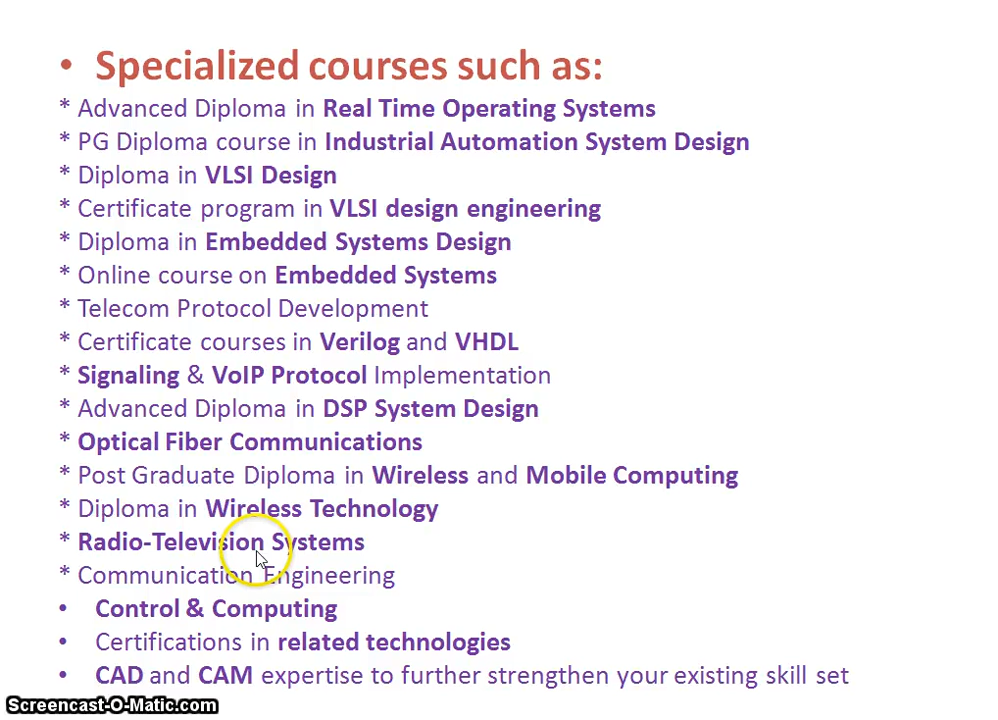 • Specialized courses such as:
* Advanced Diploma in Real Time Operating Systems
* PG Diploma course in Industrial Automation System Design
* Diploma in VLSI Design
* Certificate program in VLSI design engineering
* Diploma in Embedded Systems Design
* Online course on Embedded Systems
* Telecom Protocol Development
* Certificate courses in Verilog and VHDL
* Signaling & VoIP Protocol Implementation
* Advanced Diploma in DSP System Design
* Optical Fiber Communications
* Post Graduate Diploma in Wireless and Mobile Computing
* Diploma in Wireless Technology
* Radio-Television Systems
* Communication Engineering
• Control & Computing
• Certifications in related technologies
• CAD and CAM expertise to further strengthen your existing skill set
Screencast-O-Matic.com